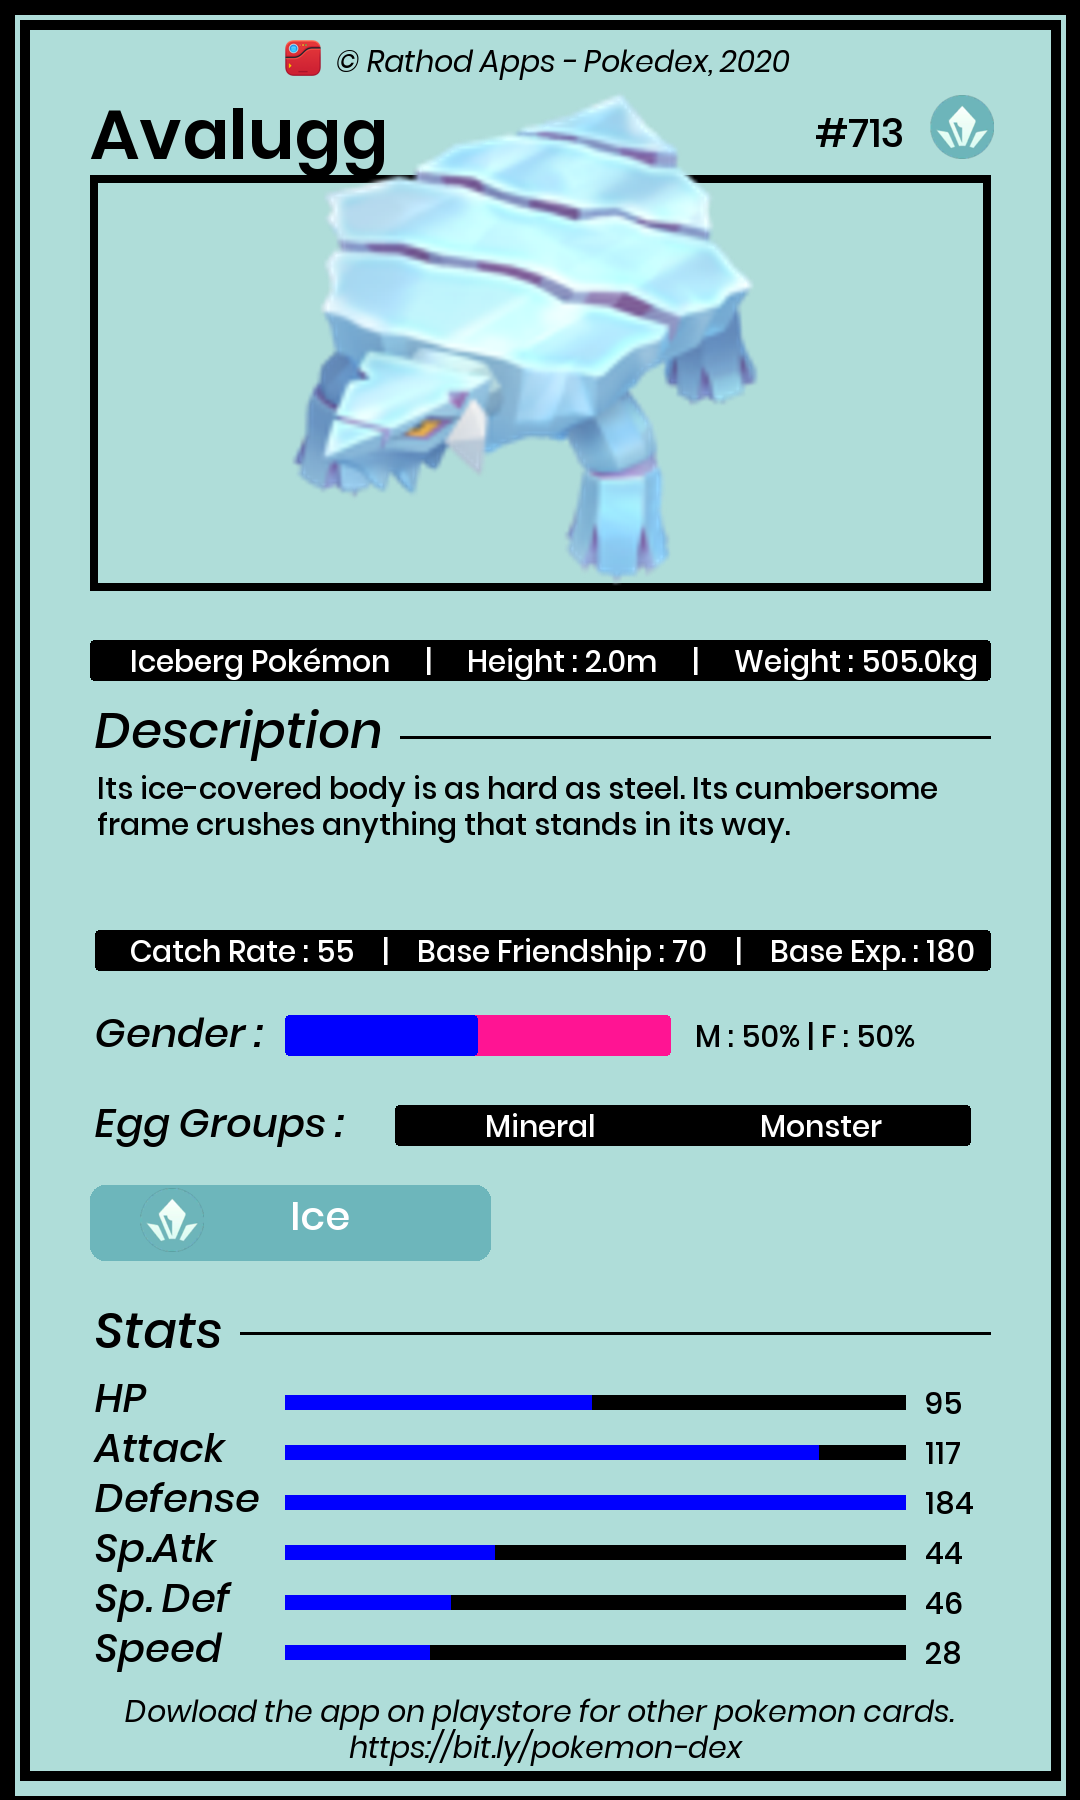 © Rathod Apps - Pokedex, 2020
Avalugg #713
Iceberg Pokémon | Height : 2.0m | Weight : 505.0kg
Description
Its ice-covered body is as hard as steel. Its cumbersome
frame crushes anything that stands in its way.
Catch Rate : 55 | Base Friendship : 70 | Base Exp. : 180
Gender : M : 50% | F : 50%
Egg Groups : Mineral Monster
Ice
Stats
HP 95
Attack 117
Defense 184
Sp.Atk 44
Sp. Def 46
Speed 28
Dowload the app on playstore for other pokemon cards.
https://bit.ly/pokemon-dex